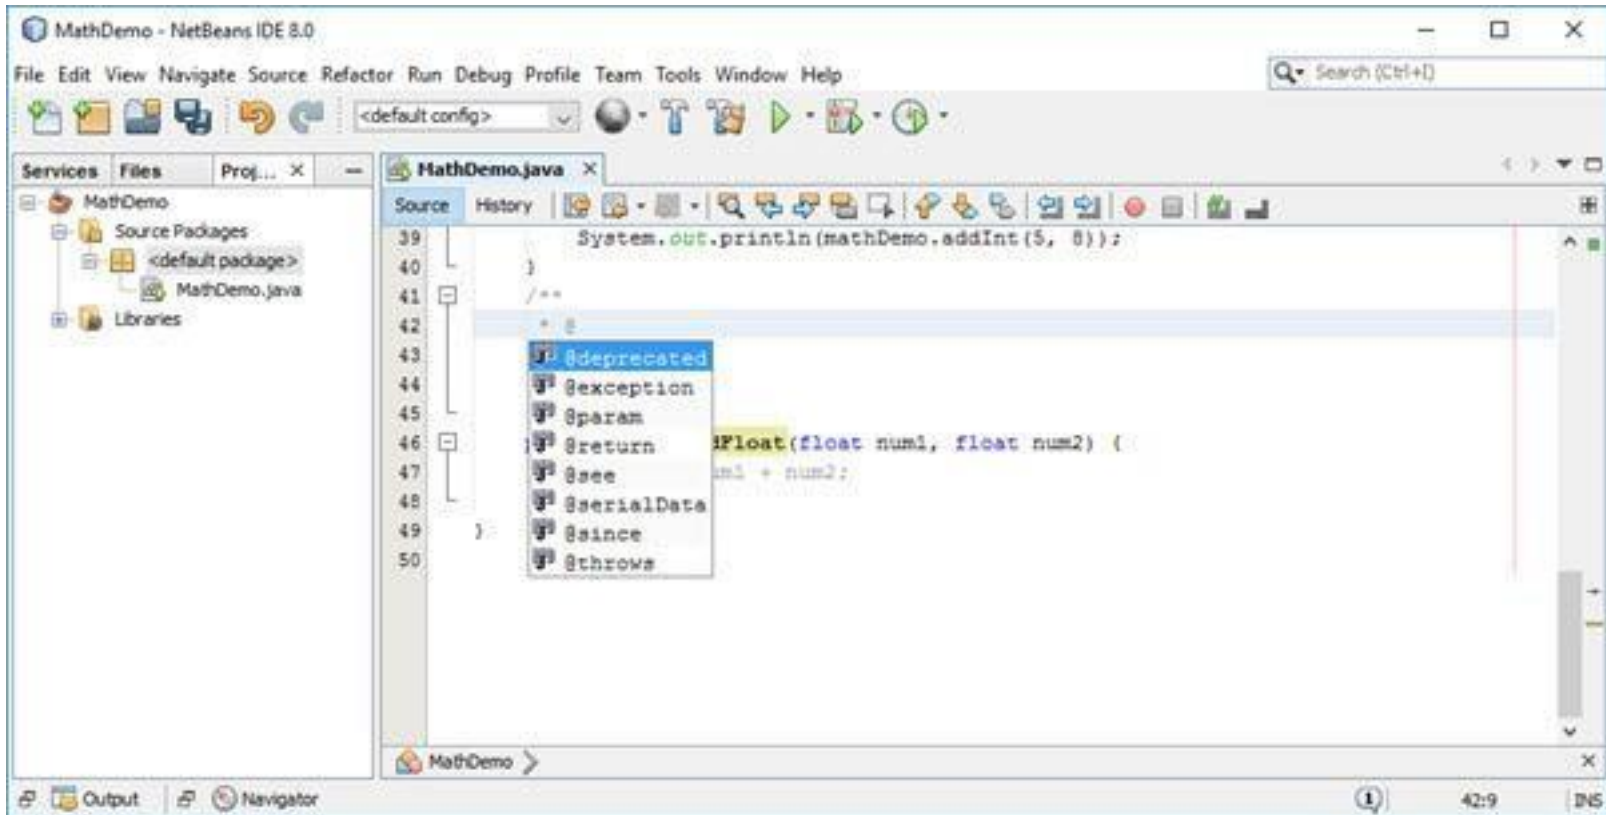 MathDemo - NetBeans IDE 8.0
File Edit View Navigate Source Refactor Run Debug Profile Team Tools Window Help
Search (Ctrl+I)
<default config>
Services Files Proj...
MathDemo.java
MathDemo
Source Packages
<default package>
MathDemo.java
Libraries
Source History
39 System.out.println(mathDemo.addInt(5, 8));
40 }
41 /**
42 * @
43 @deprecated
44 @exception
45 @param
46 @return dFloat(float num1, float num2) {
47 @see um1 + num2;
48 @serialData
49 } @since
50 @throws
MathDemo
Output Navigator
1 42:9 INS